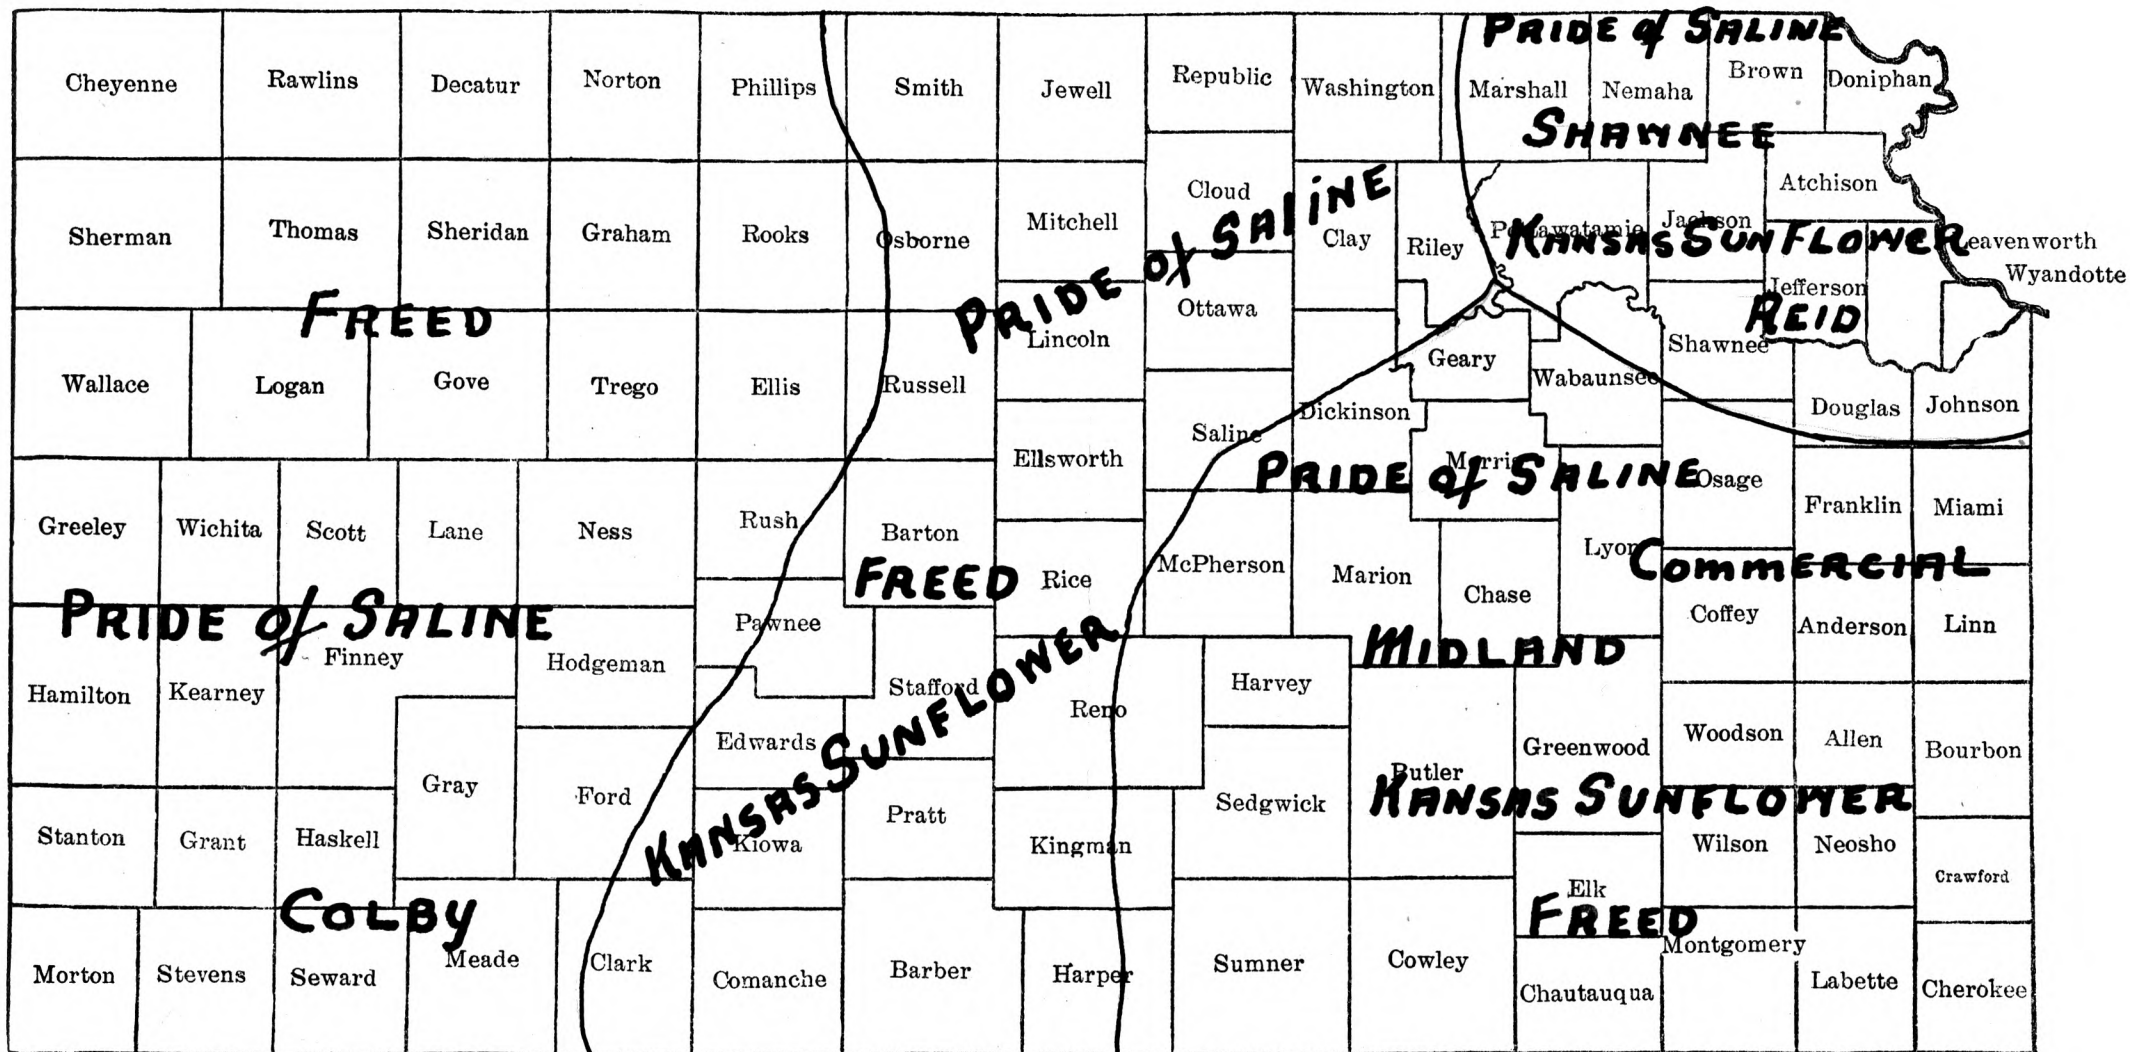 PRIDE of SALINE
Cheyenne Rawlins Decatur Norton Phillips Smith Jewell Republic Washington Marshall Nemaha Brown Doniphan
SHAWNEE
Sherman Thomas Sheridan Graham Rooks Osborne Mitchell Cloud Clay Riley Pottawatamie Jackson Atchison
PRIDE of SALINE
KANSAS SUNFLOWER
Leavenworth
Wyandotte
Jefferson
FREED
REID
Ottawa
Lincoln
Shawnee
Wallace Logan Gove Trego Ellis Russell Geary Wabaunsee
Saline Dickinson Douglas Johnson
Ellsworth Morris
PRIDE of SALINE
Osage Franklin Miami
Greeley Wichita Scott Lane Ness Rush Barton
FREED
Rice McPherson Marion Chase Lyon
COMMERCIAL
Coffey Anderson Linn
PRIDE of SALINE
Pawnee
MIDLAND
Hamilton Kearney Finney Hodgeman Stafford Reno Harvey
KANSAS SUNFLOWER
Edwards
Butler Greenwood Woodson Allen Bourbon
Gray Ford Sedgwick
KANSAS SUNFLOWER
Stanton Grant Haskell Kiowa Pratt Kingman Wilson Neosho
Crawford
Elk
COLBY
FREED
Montgomery
Morton Stevens Seward Meade Clark Comanche Barber Harper Sumner Cowley Chautauqua Labette Cherokee